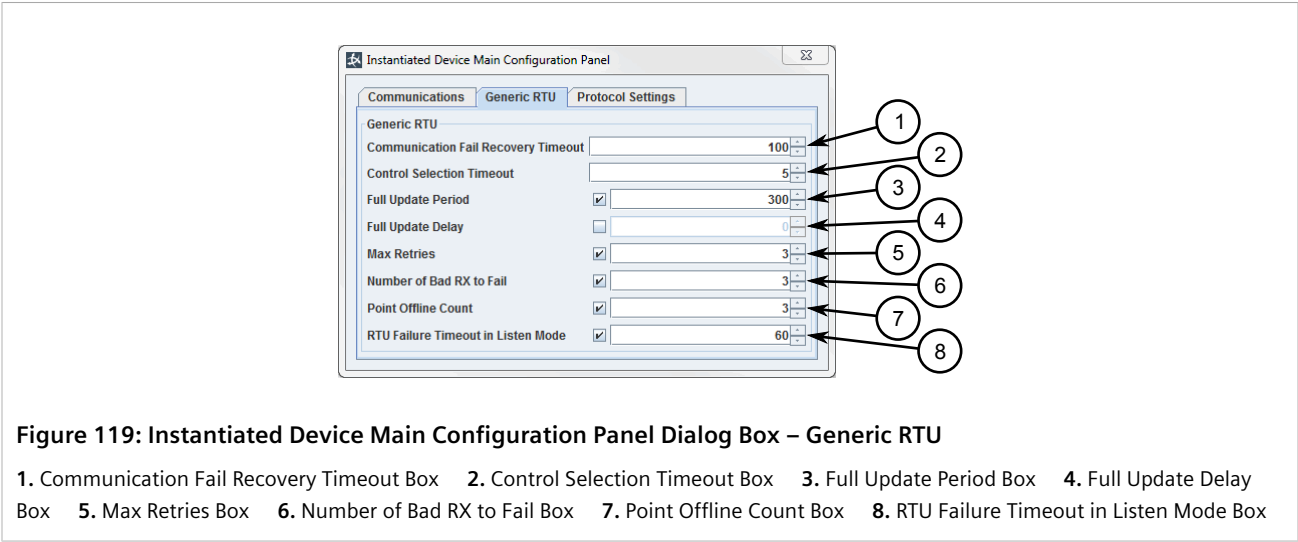 Instantiated Device Main Configuration Panel
Communications Generic RTU Protocol Settings
Generic RTU
Communication Fail Recovery Timeout 100
Control Selection Timeout 5
Full Update Period 300
Full Update Delay 0
Max Retries 3
Number of Bad RX to Fail 3
Point Offline Count 3
RTU Failure Timeout in Listen Mode 60
1
2
3
4
5
6
7
8
Figure 119: Instantiated Device Main Configuration Panel Dialog Box – Generic RTU
1. Communication Fail Recovery Timeout Box 2. Control Selection Timeout Box 3. Full Update Period Box 4. Full Update Delay
Box 5. Max Retries Box 6. Number of Bad RX to Fail Box 7. Point Offline Count Box 8. RTU Failure Timeout in Listen Mode Box